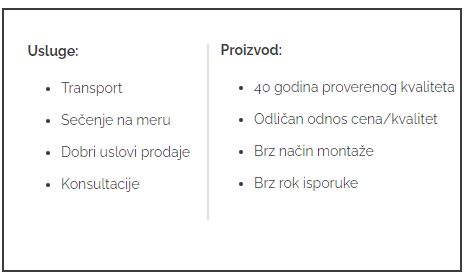 Usluge:
Transport
Sečenje na meru
Dobri uslovi prodaje
Konsultacije
Proizvod:
40 godina proverenog kvaliteta
Odličan odnos cena/kvalitet
Brz način montaže
Brz rok isporuke